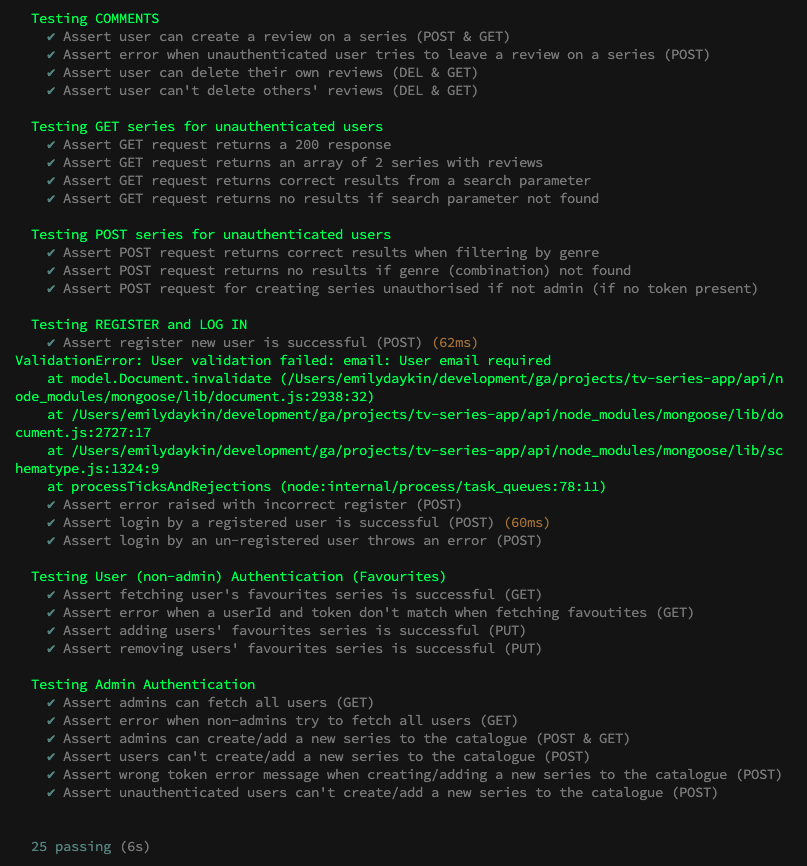 Testing COMMENTS
✔ Assert user can create a review on a series (POST & GET)
✔ Assert error when unauthenticated user tries to leave a review on a series (POST)
✔ Assert user can delete their own reviews (DEL & GET)
✔ Assert user can't delete others' reviews (DEL & GET)
Testing GET series for unauthenticated users
✔ Assert GET request returns a 200 response
✔ Assert GET request returns an array of 2 series with reviews
✔ Assert GET request returns correct results from a search parameter
✔ Assert GET request returns no results if search parameter not found
Testing POST series for unauthenticated users
✔ Assert POST request returns correct results when filtering by genre
✔ Assert POST request returns no results if genre (combination) not found
✔ Assert POST request for creating series unauthorised if not admin (if no token present)
Testing REGISTER and LOG IN
✔ Assert register new user is successful (POST) (62ms)
ValidationError: User validation failed: email: User email required
at model.Document.invalidate (/Users/emilydaykin/development/ga/projects/tv-series-app/api/n
ode_modules/mongoose/lib/document.js:2938:32)
at /Users/emilydaykin/development/ga/projects/tv-series-app/api/node_modules/mongoose/lib/do
cument.js:2727:17
at /Users/emilydaykin/development/ga/projects/tv-series-app/api/node_modules/mongoose/lib/sc
hematype.js:1324:9
at processTicksAndRejections (node:internal/process/task_queues:78:11)
✔ Assert error raised with incorrect register (POST)
✔ Assert login by a registered user is successful (POST) (60ms)
✔ Assert login by an un-registered user throws an error (POST)
Testing User (non-admin) Authentication (Favourites)
✔ Assert fetching user's favourites series is successful (GET)
✔ Assert error when a userId and token don't match when fetching favoutites (GET)
✔ Assert adding users' favourites series is successful (PUT)
✔ Assert removing users' favourites series is successful (PUT)
Testing Admin Authentication
✔ Assert admins can fetch all users (GET)
✔ Assert error when non-admins try to fetch all users (GET)
✔ Assert admins can create/add a new series to the catalogue (POST & GET)
✔ Assert users can't create/add a new series to the catalogue (POST)
✔ Assert wrong token error message when creating/adding a new series to the catalogue (POST)
✔ Assert unauthenticated users can't create/add a new series to the catalogue (POST)
25 passing (6s)